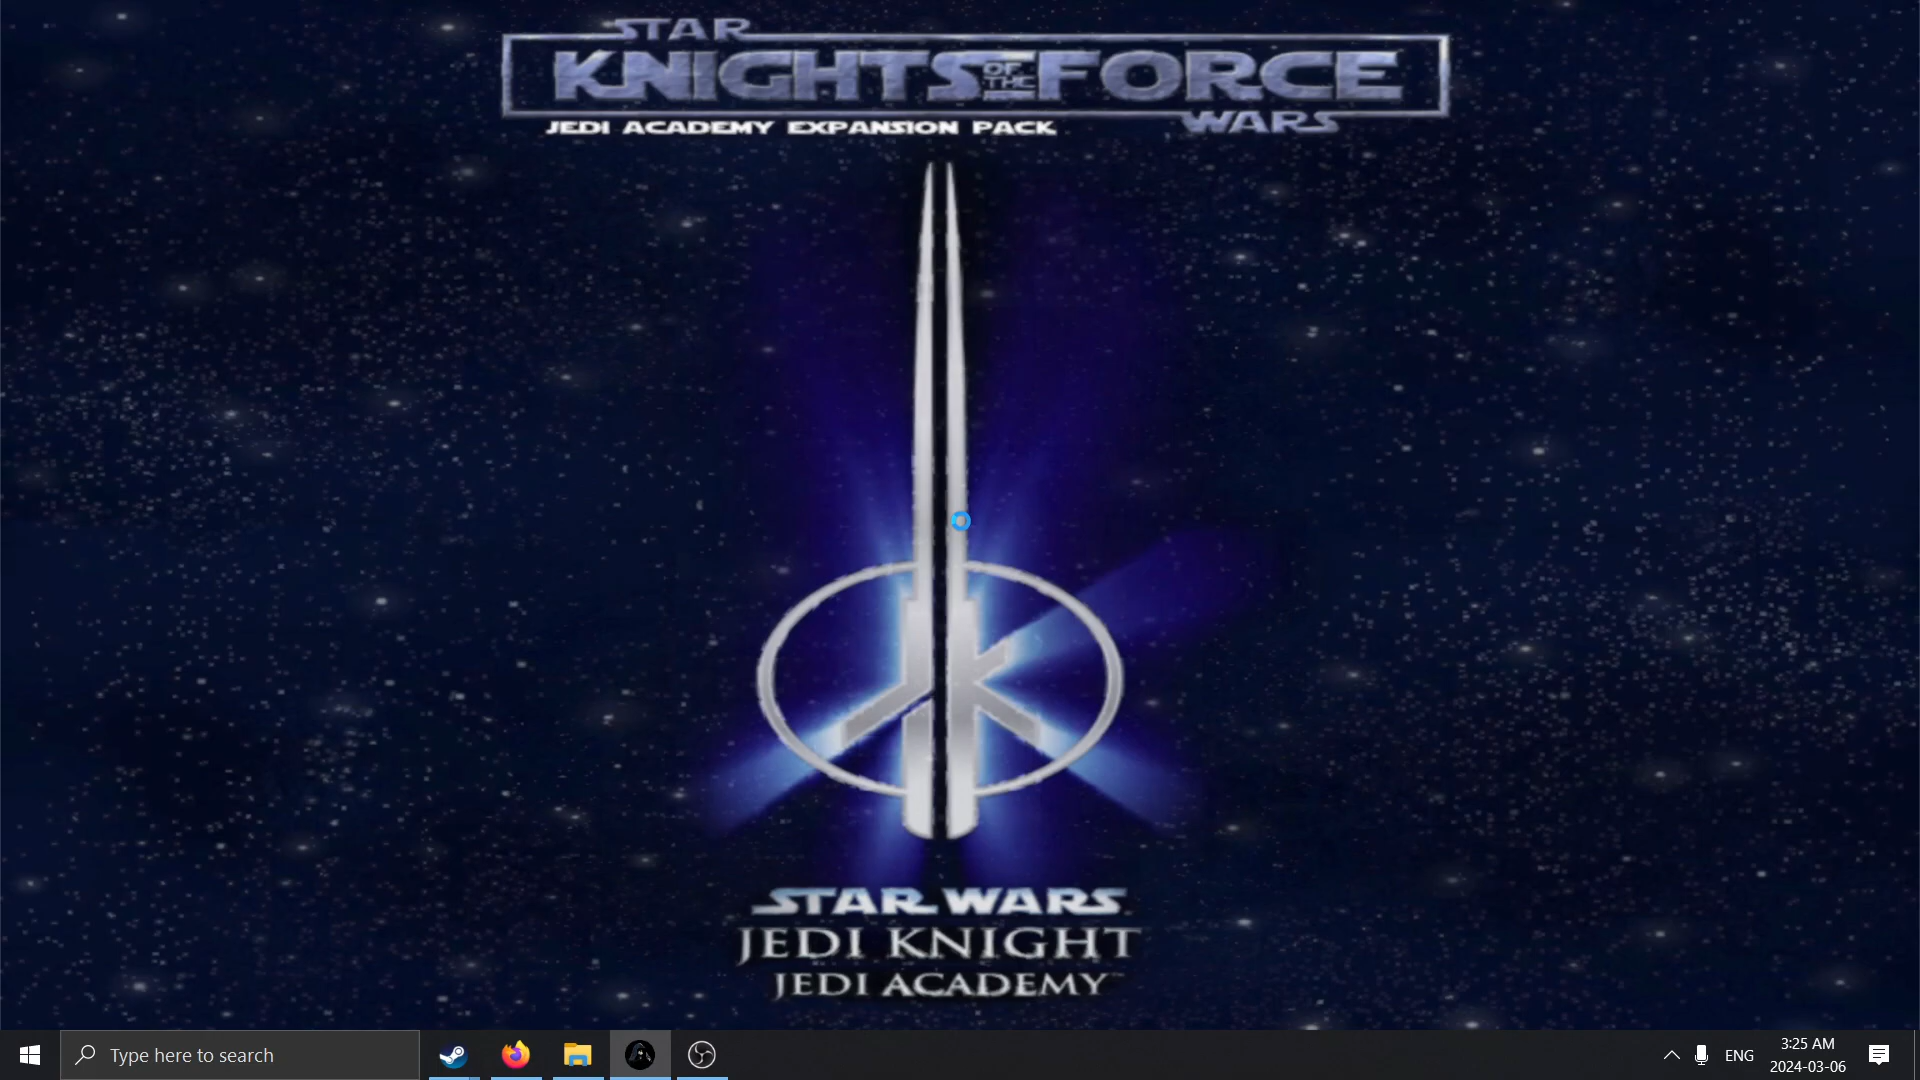 STAR
KNIGHTS OF THE FORCE
WARS
JEDI ACADEMY EXPANSION PACK
STAR WARS
JEDI KNIGHT
JEDI ACADEMY
Type here to search
ENG
3:25 AM
2024-03-06